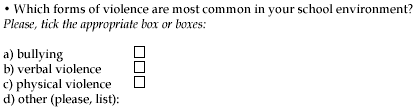 • Which forms of violence are most common in your school environment?
Please, tick the appropriate box or boxes:
a) bullying ☐
b) verbal violence ☐
c) physical violence ☐
d) other (please, list):